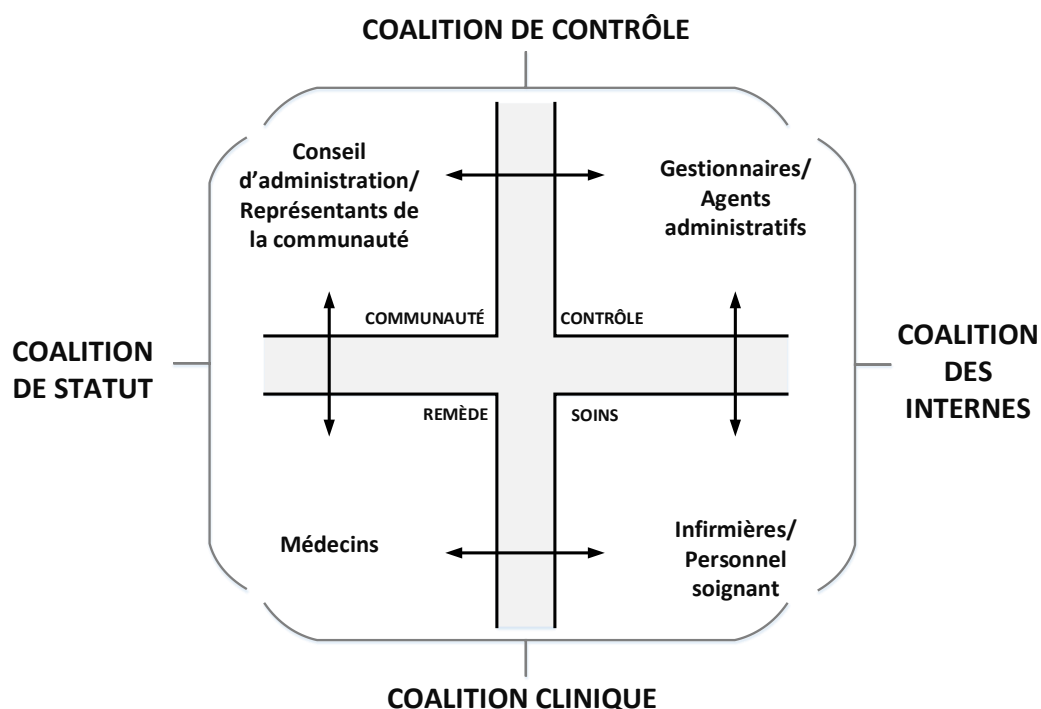 COALITION DE CONTRÔLE
Conseil
d’administration/
Représentants de
la communauté
Gestionnaires/
Agents
administratifs
COMMUNAUTÉ
CONTRÔLE
COALITION
DE STATUT
COALITION
DES
INTERNES
REMÈDE
SOINS
Médecins
Infirmières/
Personnel
soignant
COALITION CLINIQUE